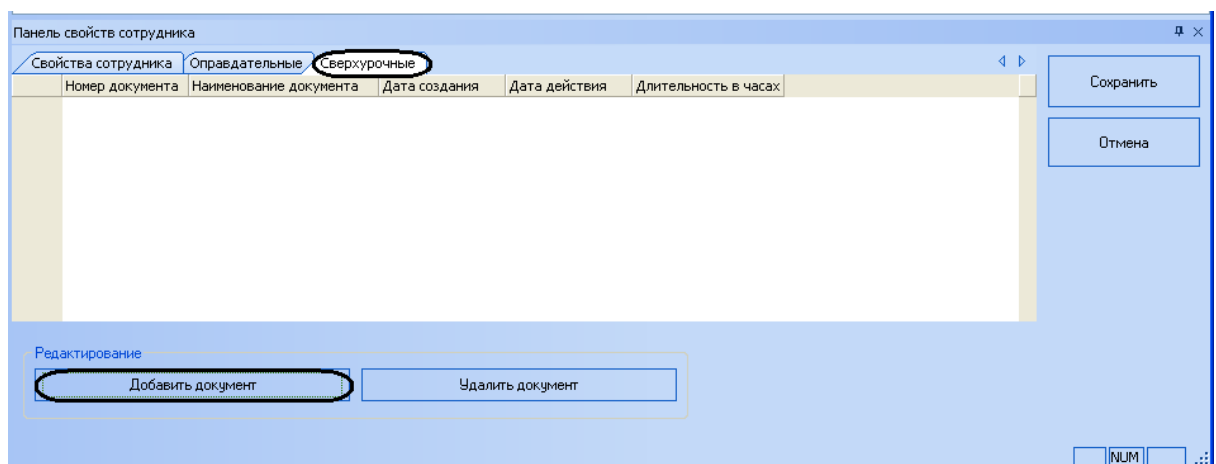 Панель свойств сотрудника
Свойства сотрудника Оправдательные Сверхурочные
Номер документа Наименование документа Дата создания Дата действия Длительность в часах
Сохранить
Отмена
Редактирование
Добавить документ Удалить документ
NUM